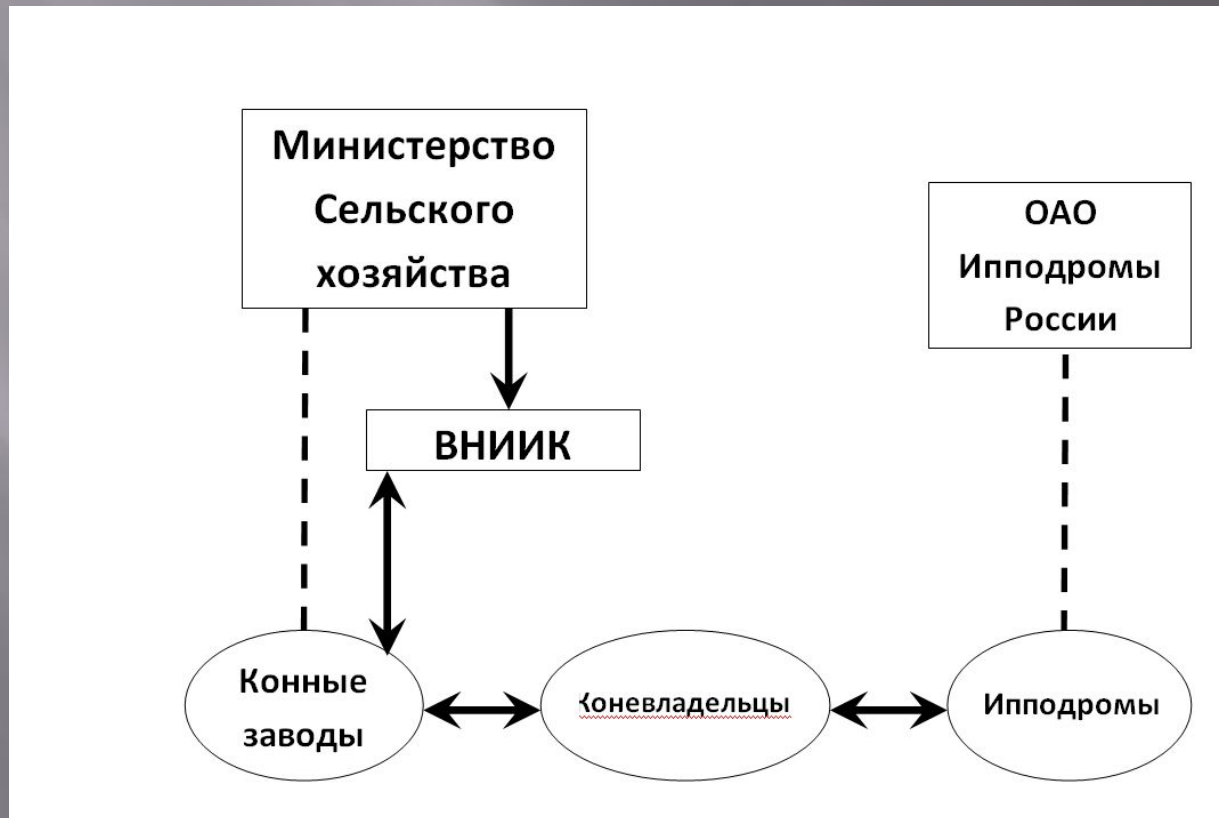 Министерство
Сельского
хозяйства
ОАО
Ипподромы
России
ВНИИК
Конные
заводы
Коневладельцы
Ипподромы